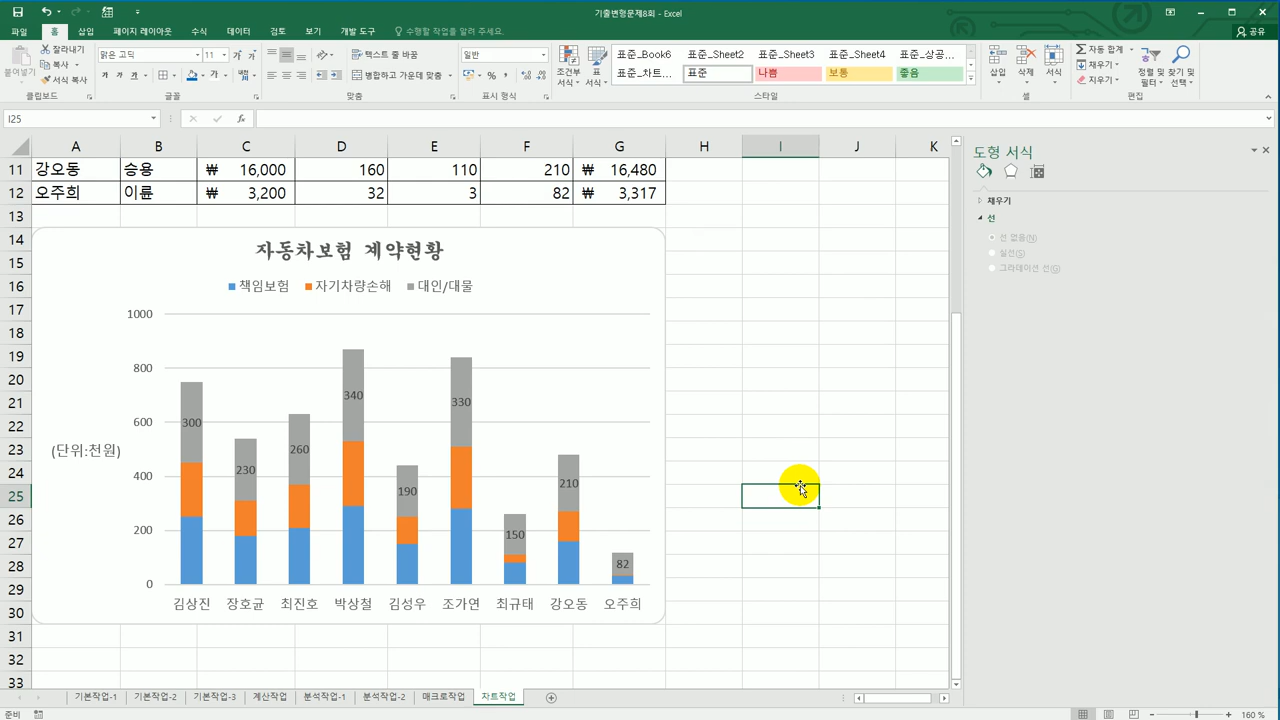 기출변형문제8회 - Excel
파일 홈 삽입 페이지 레이아웃 수식 데이터 검토 보기 개발 도구 수행할 작업을 알려 주세요. 공유
붙여넣기 잘라내기 복사 서식 복사 클립보드
맑은 고딕 11 가 가 가 가 가 글꼴
텍스트 줄 바꿈 병합하고 가운데 맞춤 맞춤
일반 % 표시 형식
조건부 서식 표 서식
표준_Book6 표준_Sheet2 표준_Sheet3 표준_Sheet4 표준_상공...
표준_차트... 표준 나쁨 보통 좋음
스타일
삽입 삭제 서식 셀
자동 합계 채우기 지우기 정렬 및 필터 찾기 및 선택 편집
I25 fx
A B C D E F G H I J K
11 강오동 승용 ₩ 16,000 160 110 210 ₩ 16,480
12 오주희 이륜 ₩ 3,200 32 3 82 ₩ 3,317
13
14
15
16
17
18
19
20
21
22
23
24
25
26
27
28
29
30
31
32
33
자동차보험 계약현황
책임보험 자기차량손해 대인/대물
1000
800
600
400
200
0
(단위:천원)
300 230 260 340 190 330 150 210 82
김상진 장호균 최진호 박상철 김성우 조가연 최규태 강오동 오주희
도형 서식
채우기
선
선 없음(N)
실선(S)
그라데이션 선(G)
기본작업-1 기본작업-2 기본작업-3 계산작업 분석작업-1 분석작업-2 매크로작업 차트작업
준비 160 %